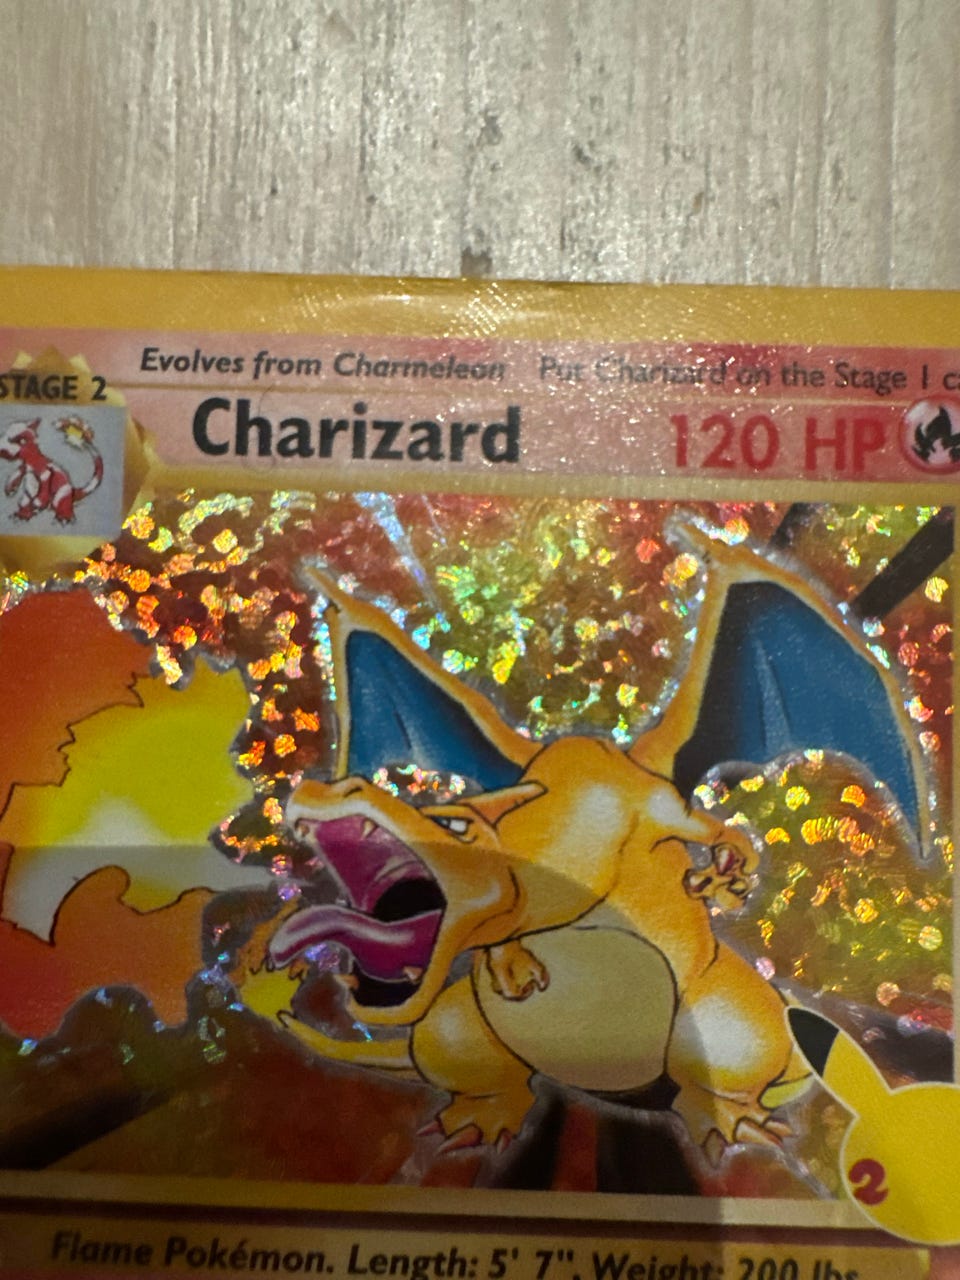 Evolves from Charmeleon Put Charizard on the Stage 1
STAGE 2
Charizard 120 HP
2
Flame Pokémon. Length: 5' 7", Weight: 200 lbs.